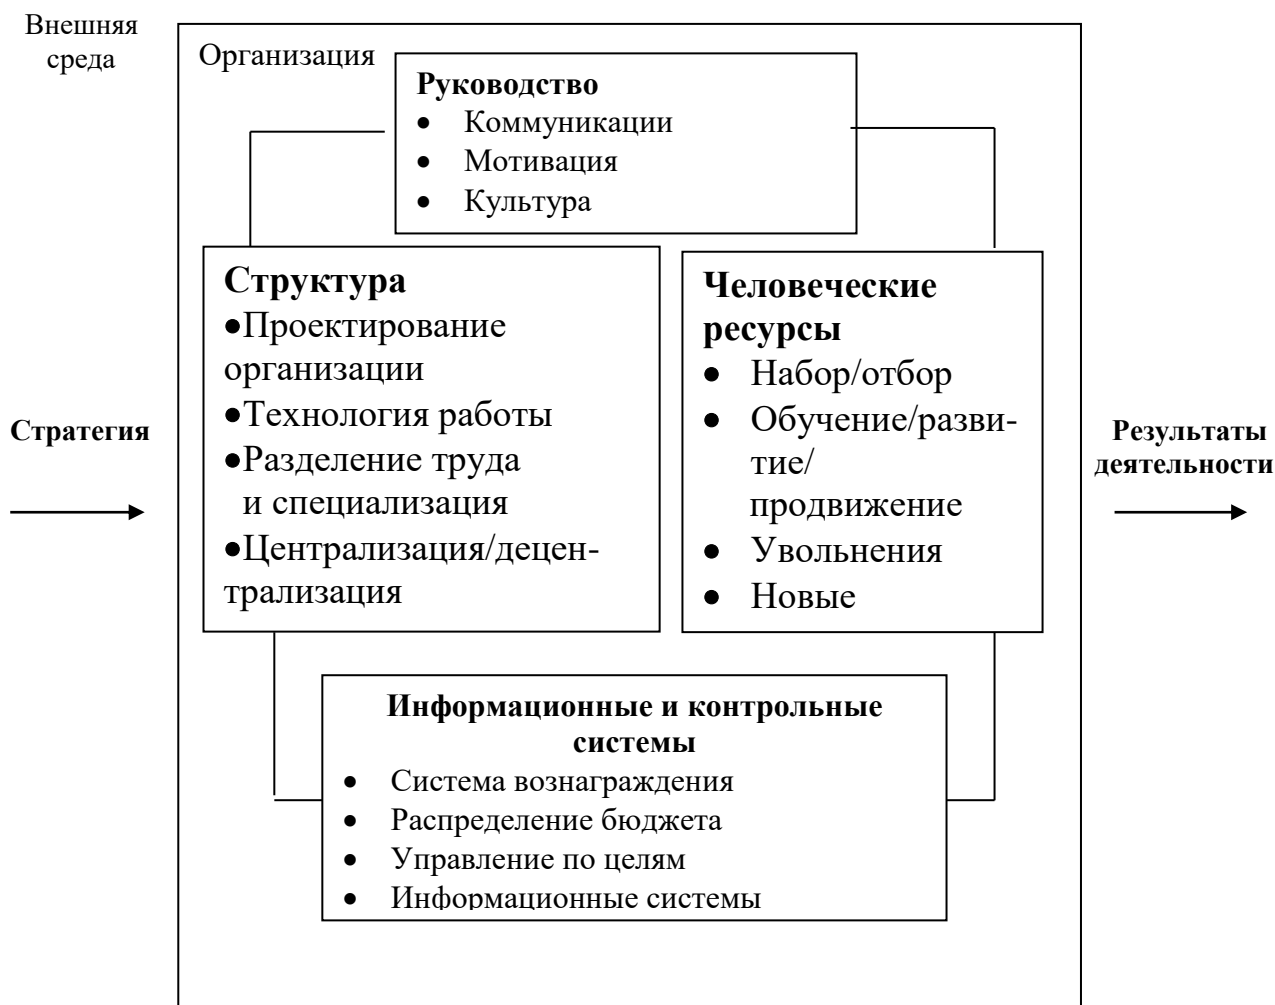 Внешняя
среда
Организация
Руководство
• Коммуникации
• Мотивация
• Культура
Структура
•Проектирование
организации
•Технология работы
•Разделение труда
и специализация
•Централизация/децен-
трализация
Человеческие
ресурсы
• Набор/отбор
• Обучение/разви-
тие/
продвижение
• Увольнения
• Новые
Стратегия
Результаты
деятельности
Информационные и контрольные
системы
• Система вознаграждения
• Распределение бюджета
• Управление по целям
• Информационные системы